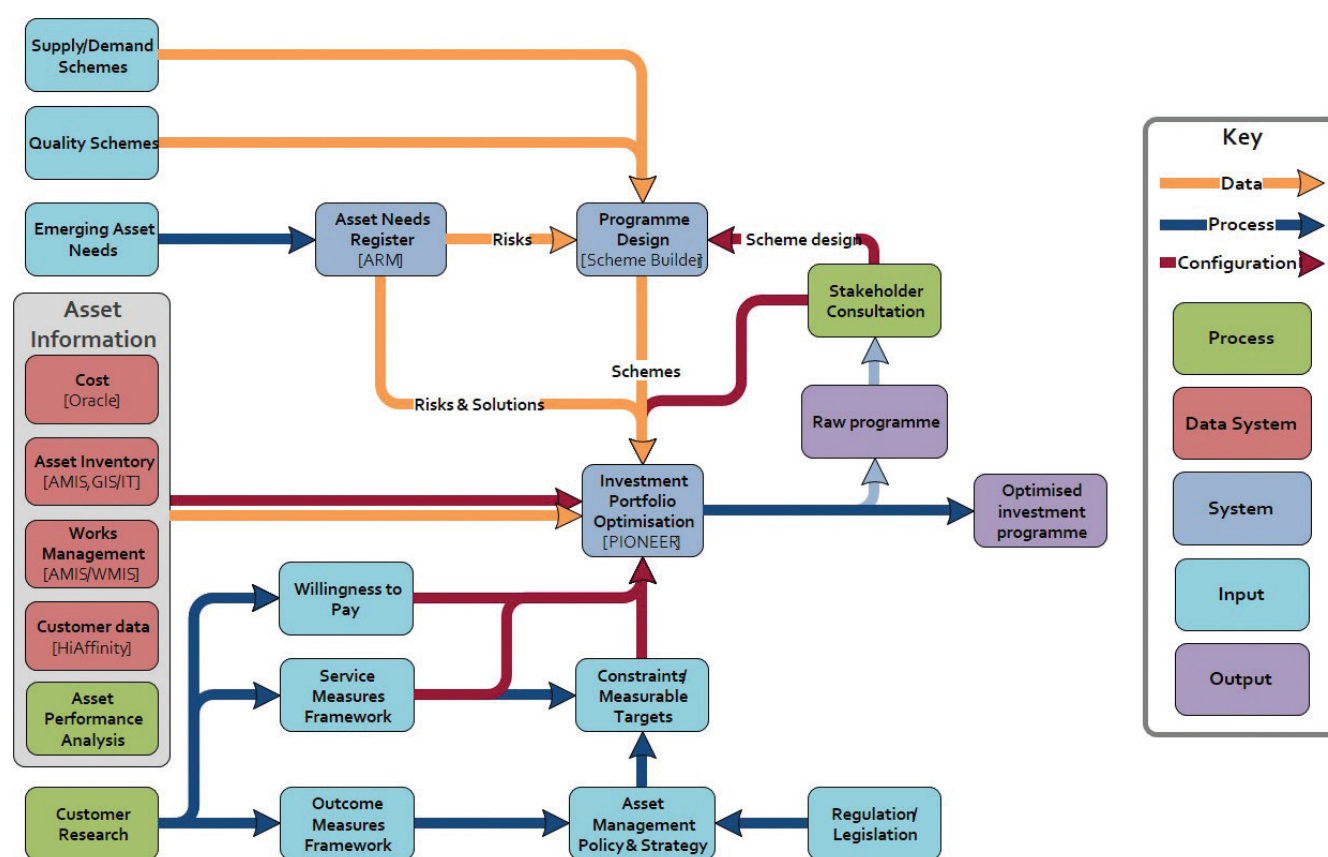 Supply/Demand
Schemes
Quality Schemes
Emerging Asset
Needs
Asset Needs
Register
[ARM]
Risks
Programme
Design
[Scheme Builder]
Scheme design
Stakeholder
Consultation
Asset
Information
Cost
[Oracle]
Asset Inventory
[AMIS,GIS/IT]
Works
Management
[AMIS/WMIS]
Customer data
[HiAffinity]
Asset
Performance
Analysis
Customer
Research
Schemes
Risks & Solutions
Raw programme
Investment
Portfolio
Optimisation
[PIONEER]
Optimised
investment
programme
Willingness to
Pay
Service
Measures
Framework
Constraints/
Measurable
Targets
Outcome
Measures
Framework
Asset
Management
Policy & Strategy
Regulation/
Legislation
Key
Data
Process
Configuration
Process
Data System
System
Input
Output